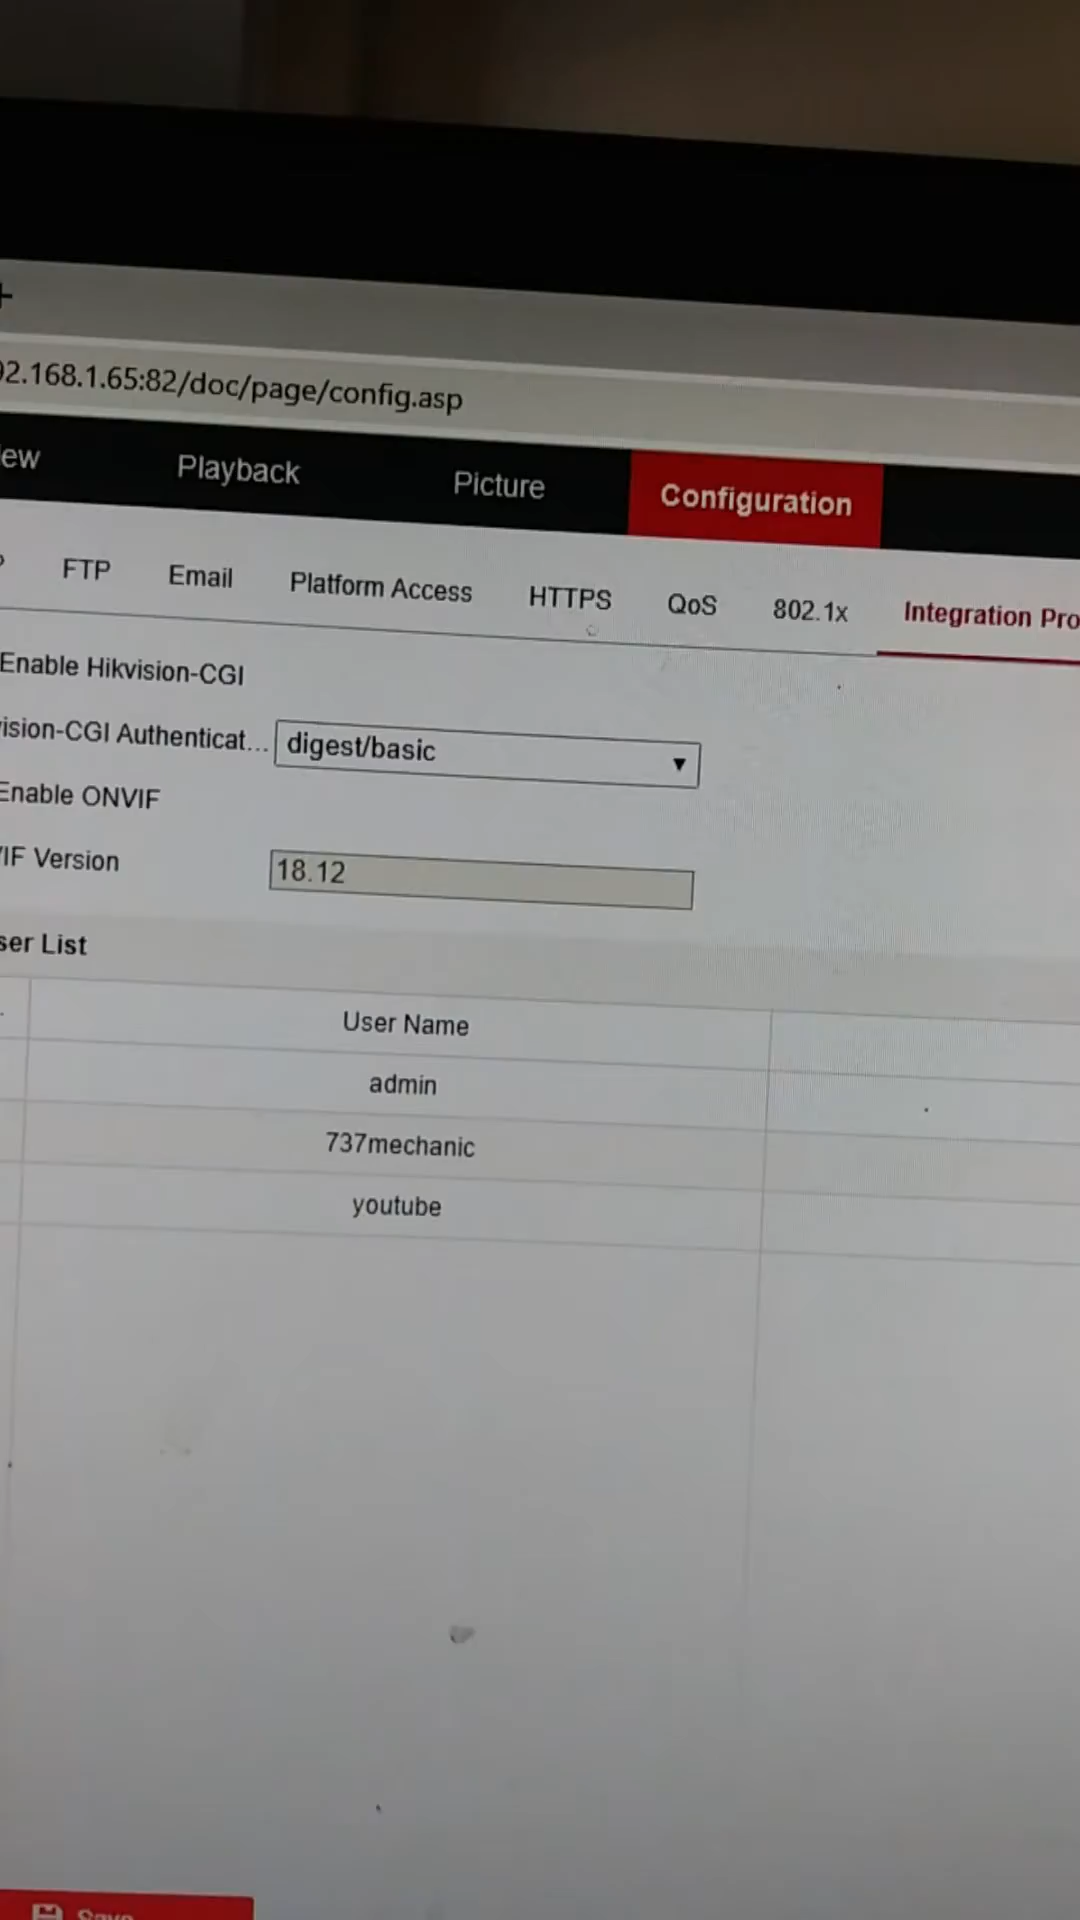 +
92.168.1.65:82/doc/page/config.asp
ew Playback Picture Configuration
FTP Email Platform Access HTTPS QoS 802.1x Integration Pro
Enable Hikvision-CGI
ision-CGI Authenticat... digest/basic
Enable ONVIF
IF Version 18.12
ser List
User Name
admin
737mechanic
youtube
Save